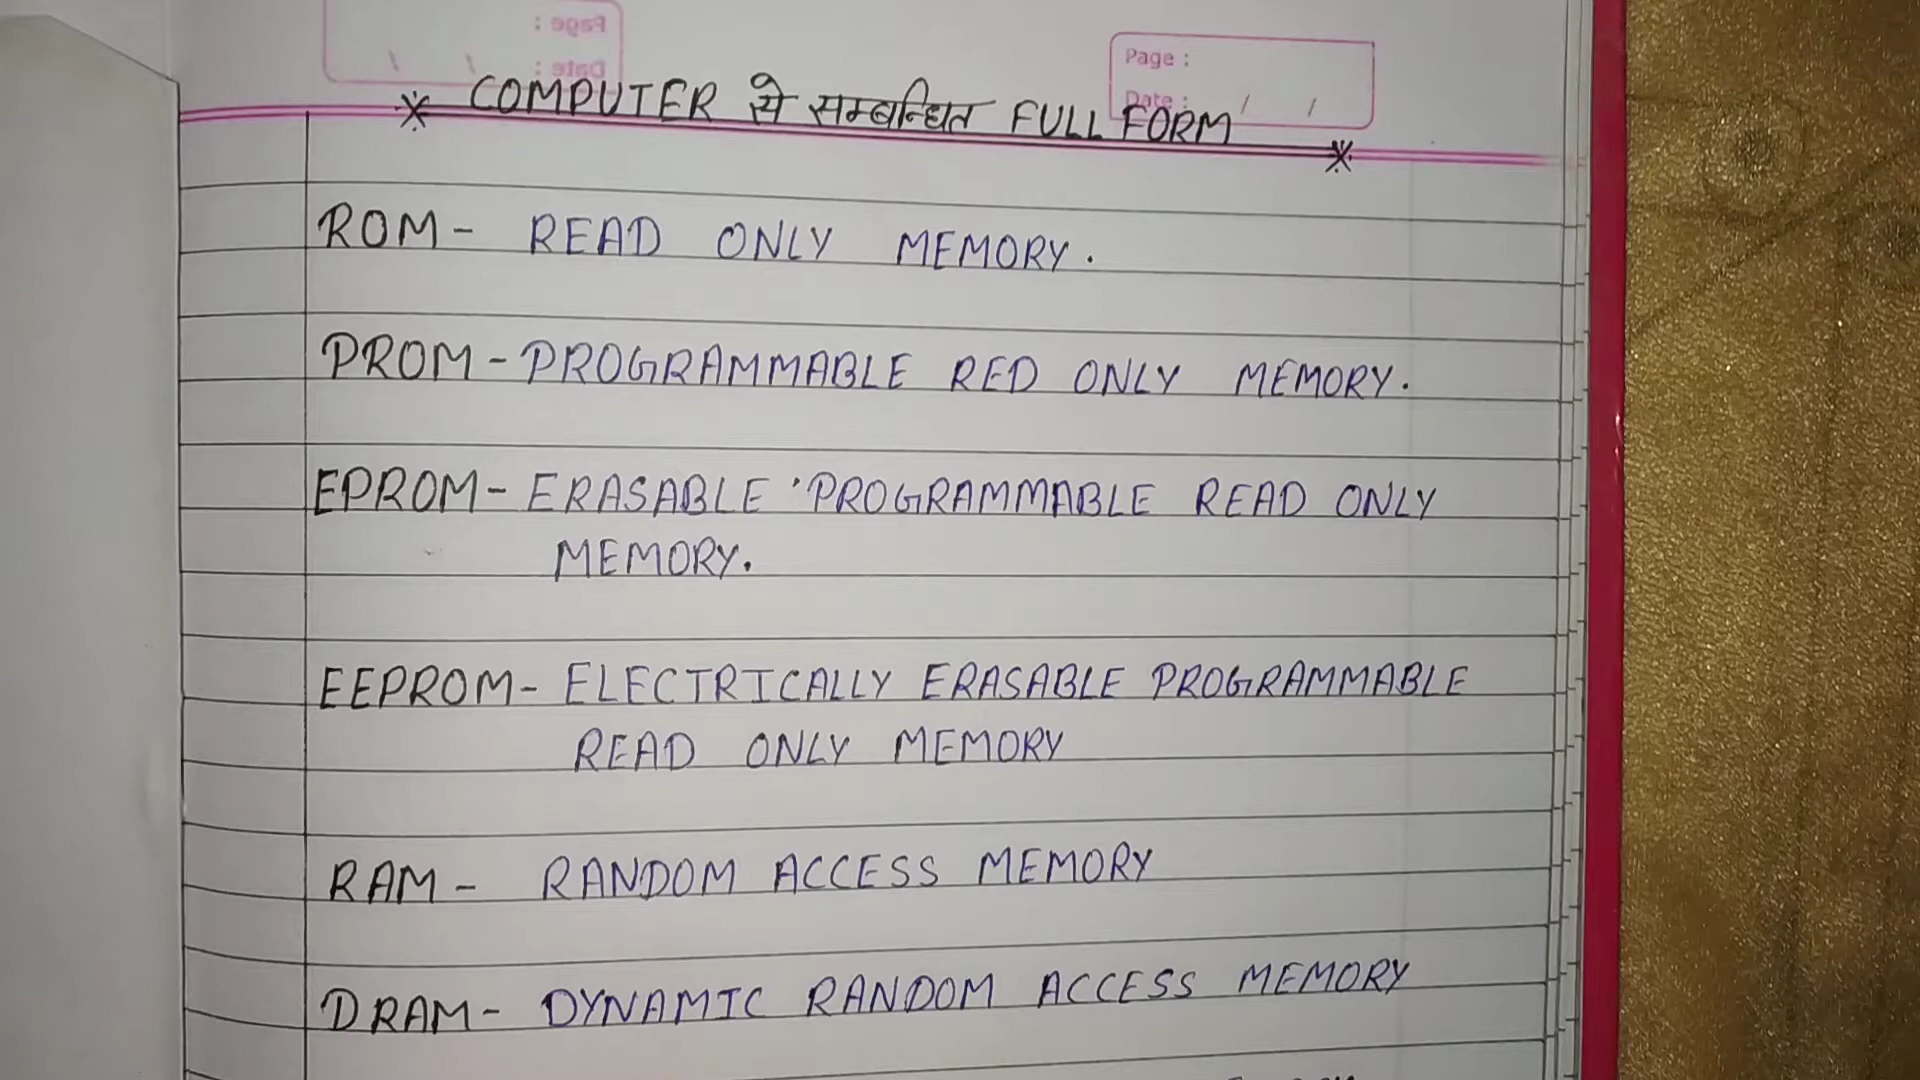 Page :
Date :
Page :
Date : / /
* COMPUTER से सम्बन्धित FULL FORM *
ROM - READ ONLY MEMORY.
PROM - PROGRAMMABLE RED ONLY MEMORY.
EPROM - ERASABLE PROGRAMMABLE READ ONLY
MEMORY.
EEPROM - ELECTRICALLY ERASABLE PROGRAMMABLE
READ ONLY MEMORY
RAM - RANDOM ACCESS MEMORY
DRAM - DYNAMIC RANDOM ACCESS MEMORY